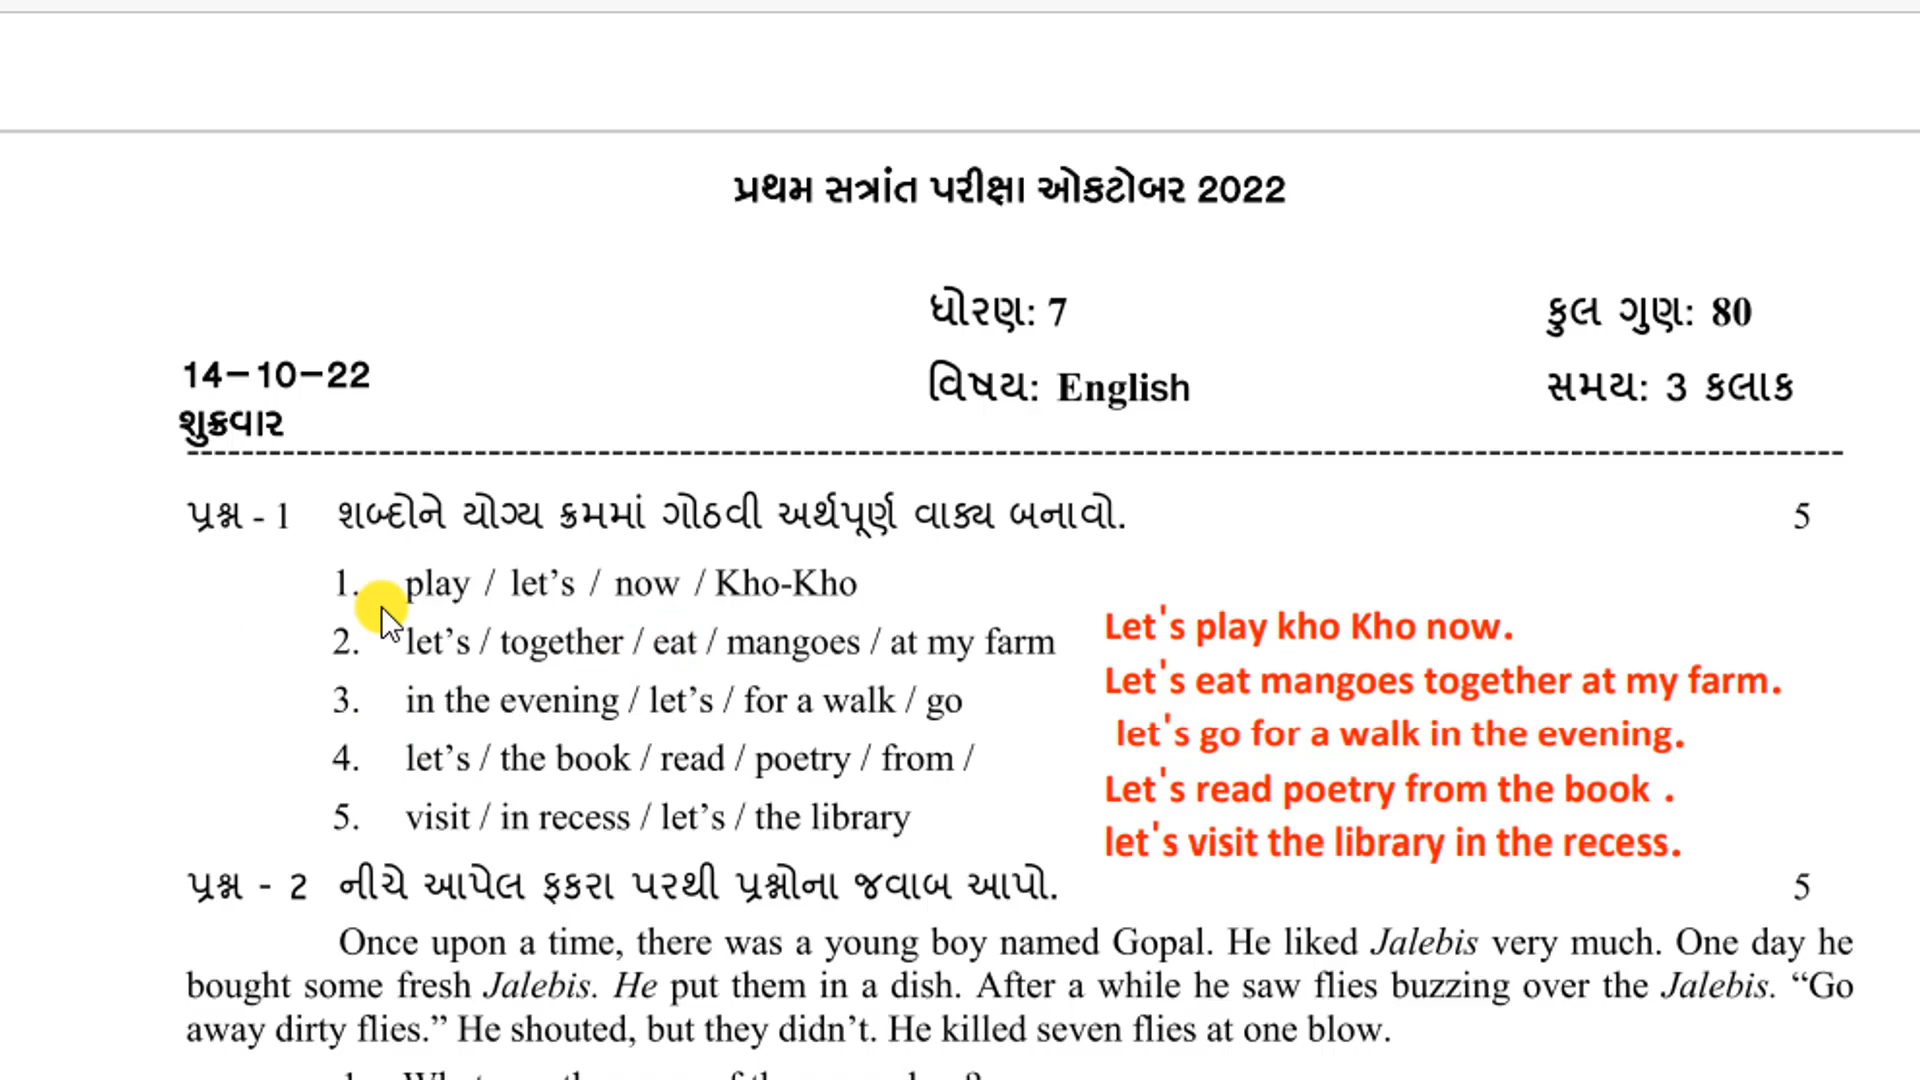 પ્રથમ સત્રાંત પરીક્ષા ઓકટોબર 2022
ધોરણ: 7 કુલ ગુણ: 80
14-10-22 વિષય: English સમય: 3 કલાક
શુક્રવાર
પ્રશ્ન - 1 શબ્દોને યોગ્ય ક્રમમાં ગોઠવી અર્થપૂર્ણ વાક્ય બનાવો. 5
1. play / let’s / now / Kho-Kho
Let's play kho Kho now.
2. let’s / together / eat / mangoes / at my farm
Let's eat mangoes together at my farm.
3. in the evening / let’s / for a walk / go
let's go for a walk in the evening.
4. let’s / the book / read / poetry / from /
Let's read poetry from the book .
5. visit / in recess / let’s / the library
let's visit the library in the recess.
પ્રશ્ન - 2 નીચે આપેલ ફકરા પરથી પ્રશ્નોના જવાબ આપો. 5
Once upon a time, there was a young boy named Gopal. He liked Jalebis very much. One day he
bought some fresh Jalebis. He put them in a dish. After a while he saw flies buzzing over the Jalebis. “Go
away dirty flies.” He shouted, but they didn’t. He killed seven flies at one blow.